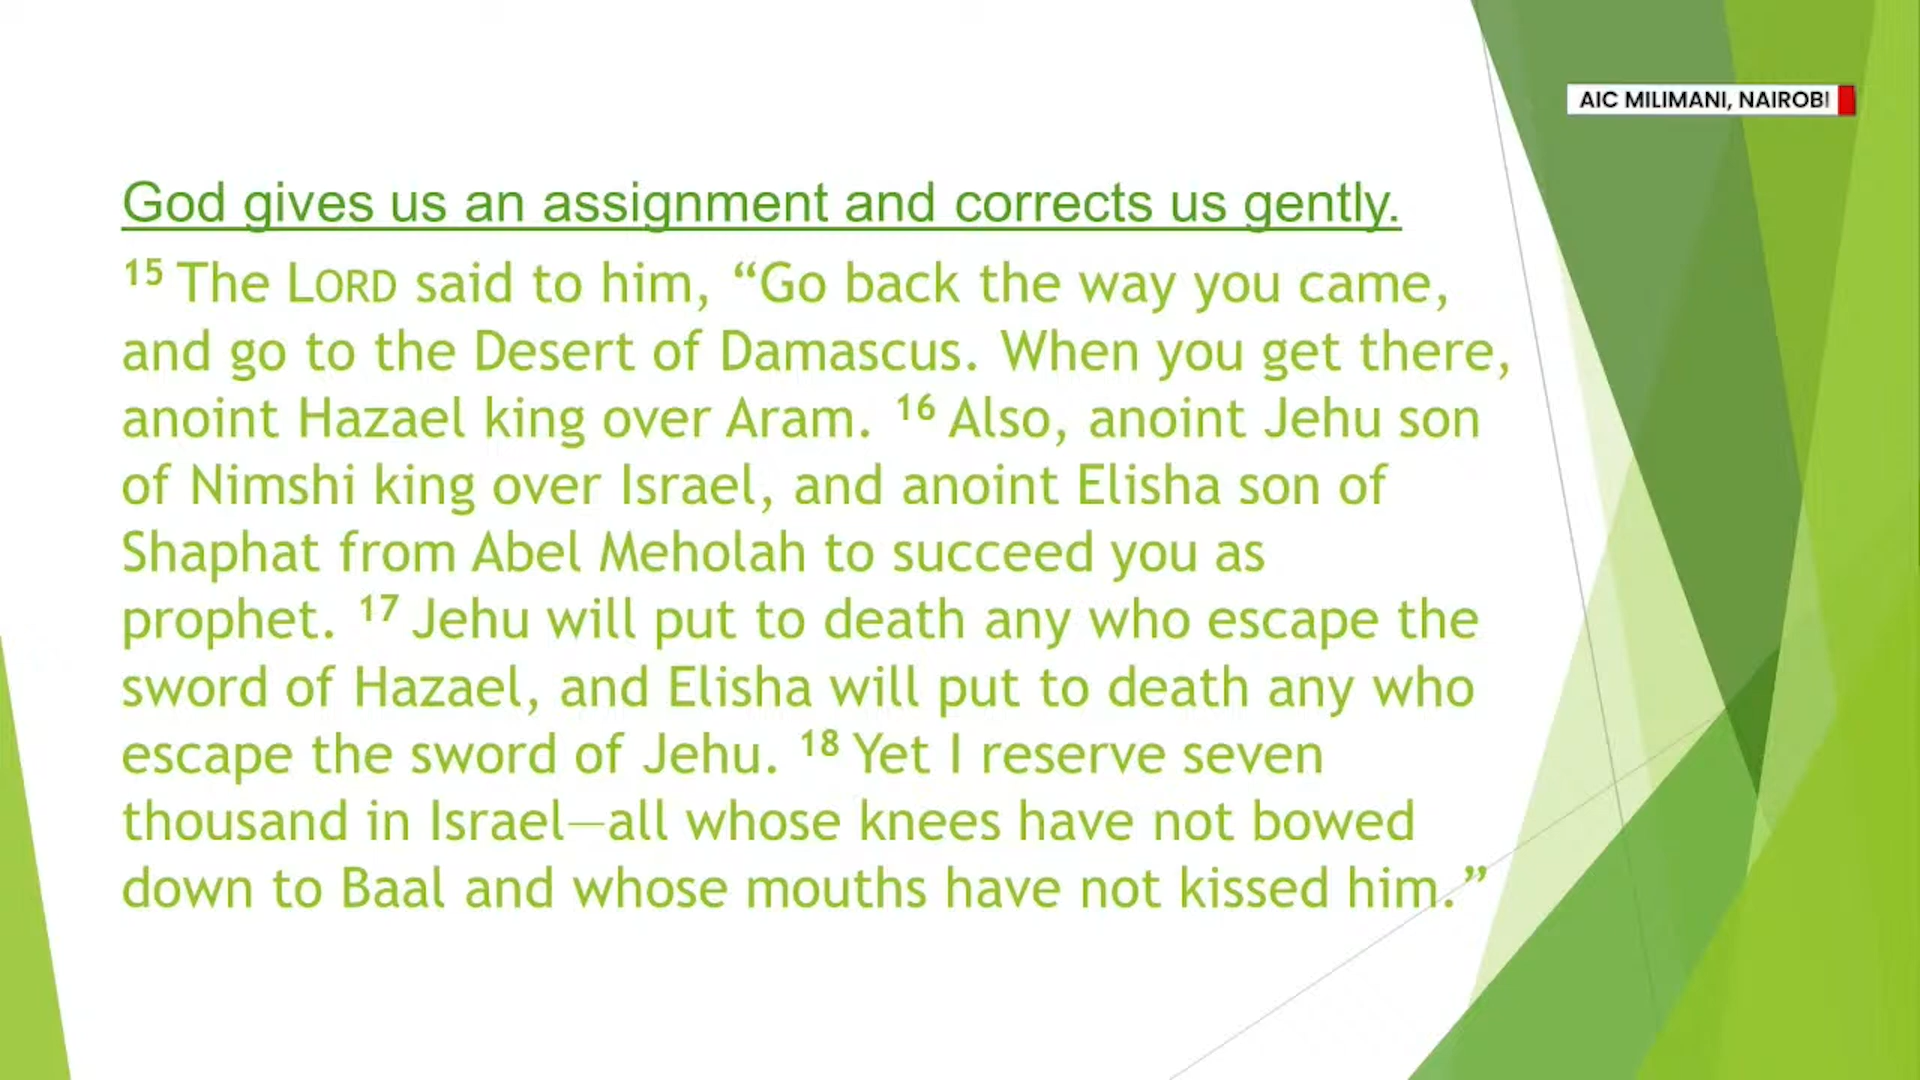 AIC MILIMANI, NAIROBI
God gives us an assignment and corrects us gently.
15 The LORD said to him, “Go back the way you came,
and go to the Desert of Damascus. When you get there,
anoint Hazael king over Aram. 16 Also, anoint Jehu son
of Nimshi king over Israel, and anoint Elisha son of
Shaphat from Abel Meholah to succeed you as
prophet. 17 Jehu will put to death any who escape the
sword of Hazael, and Elisha will put to death any who
escape the sword of Jehu. 18 Yet I reserve seven
thousand in Israel—all whose knees have not bowed
down to Baal and whose mouths have not kissed him.”